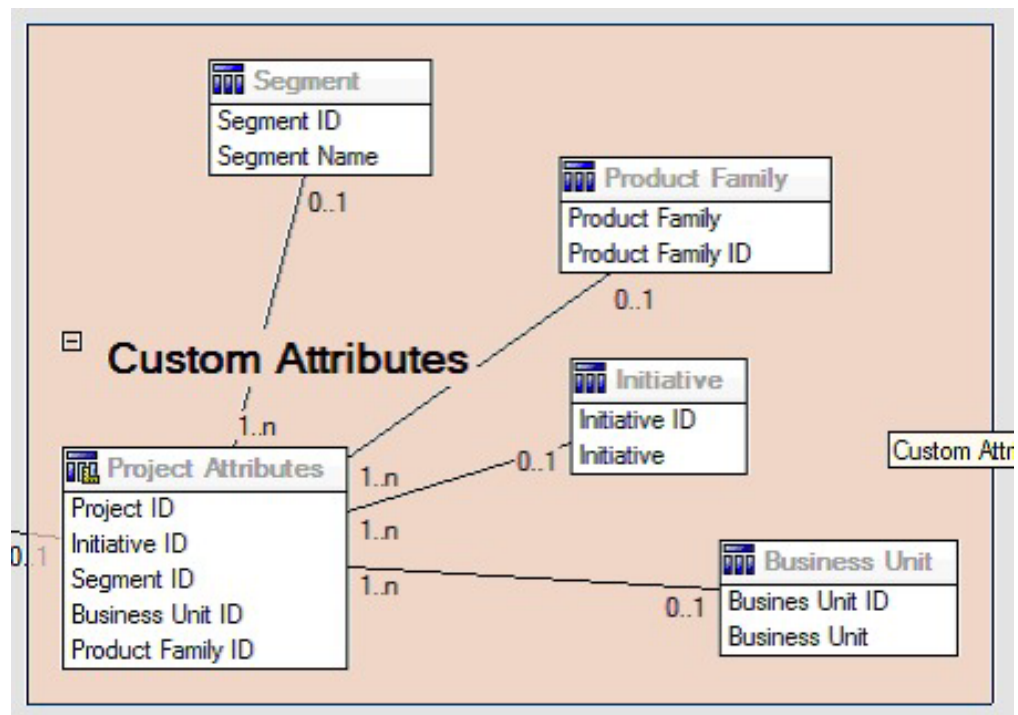 Segment
Segment ID
Segment Name
0..1
Product Family
Product Family
Product Family ID
0..1
Custom Attributes
Initiative
Initiative ID
Initiative
0..1
1..n
Project Attributes
Project ID
Initiative ID
Segment ID
Business Unit ID
Product Family ID
1..n
1..n
1..n
0..1
Custom Attr
Business Unit
Busines Unit ID
Business Unit
0..1